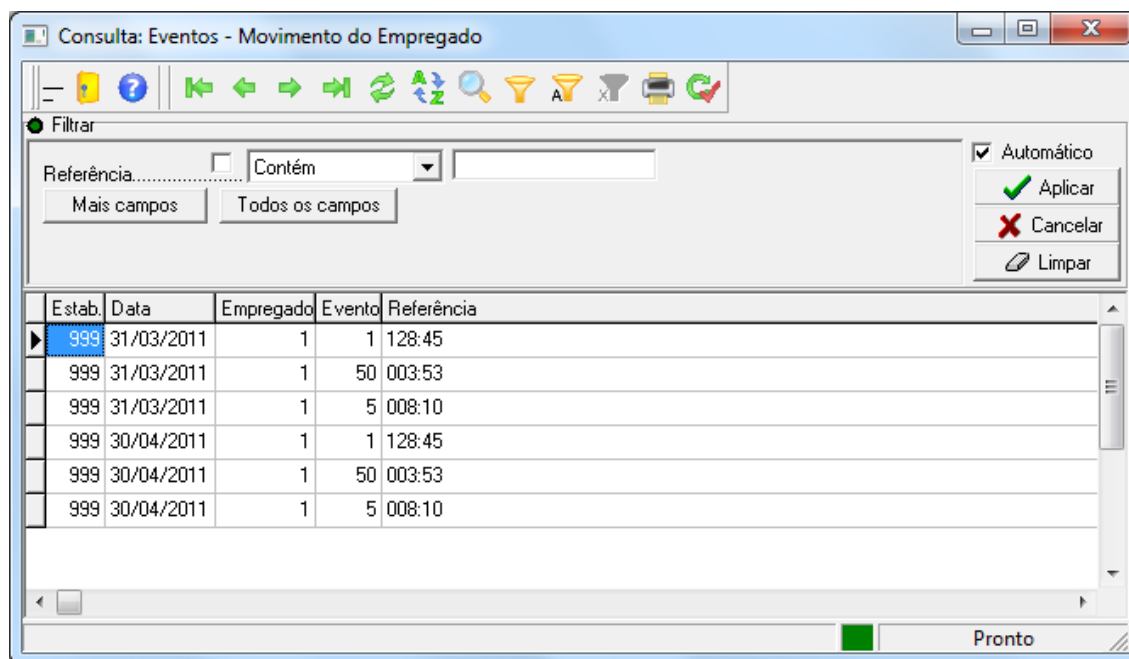 Consulta: Eventos - Movimento do Empregado
Filtrar
Referência..................... Contém
Automático
Mais campos Todos os campos
Aplicar
Cancelar
Limpar
Estab. Data Empregado Evento Referência
999 31/03/2011 1 1 128:45
999 31/03/2011 1 50 003:53
999 31/03/2011 1 5 008:10
999 30/04/2011 1 1 128:45
999 30/04/2011 1 50 003:53
999 30/04/2011 1 5 008:10
Pronto